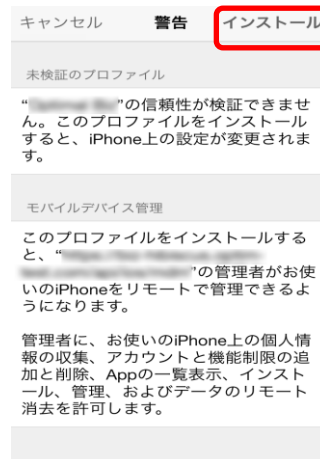 キャンセル 警告 インストール
未検証のプロファイル
“ ”の信頼性が検証できませ
ん。このプロファイルをインストール
すると、iPhone上の設定が変更されま
す。
モバイルデバイス管理
このプロファイルをインストールする
と、“
”の管理者がお使
いのiPhoneをリモートで管理できるよ
うになります。
管理者に、お使いのiPhone上の個人情
報の収集、アカウントと機能制限の追
加と削除、Appの一覧表示、インスト
ール、管理、およびデータのリモート
消去を許可します。